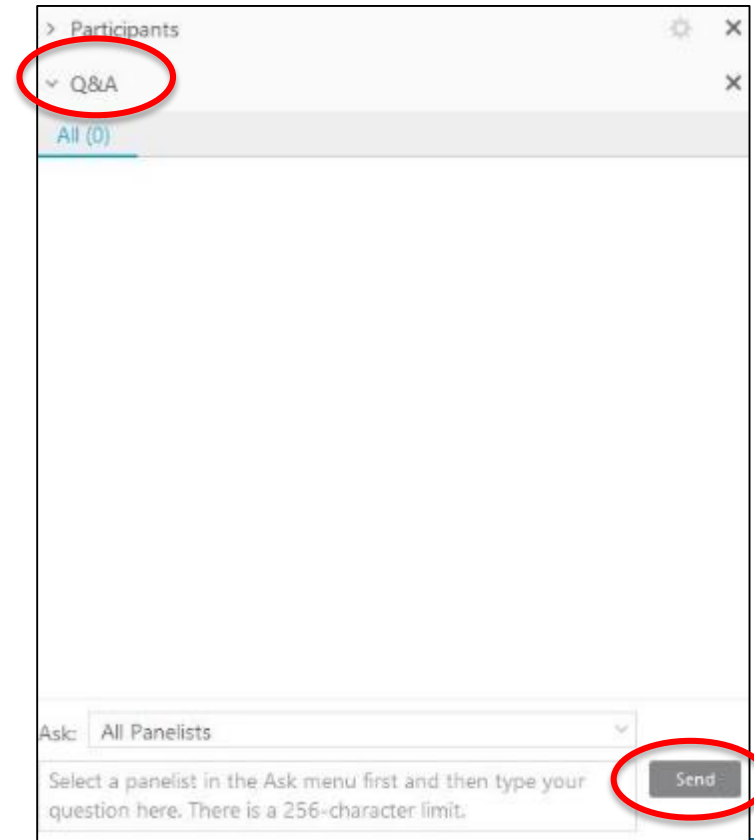 Participants
Q&A
All (0)
Ask: All Panelists
Select a panelist in the Ask menu first and then type your
question here. There is a 256-character limit.
Send